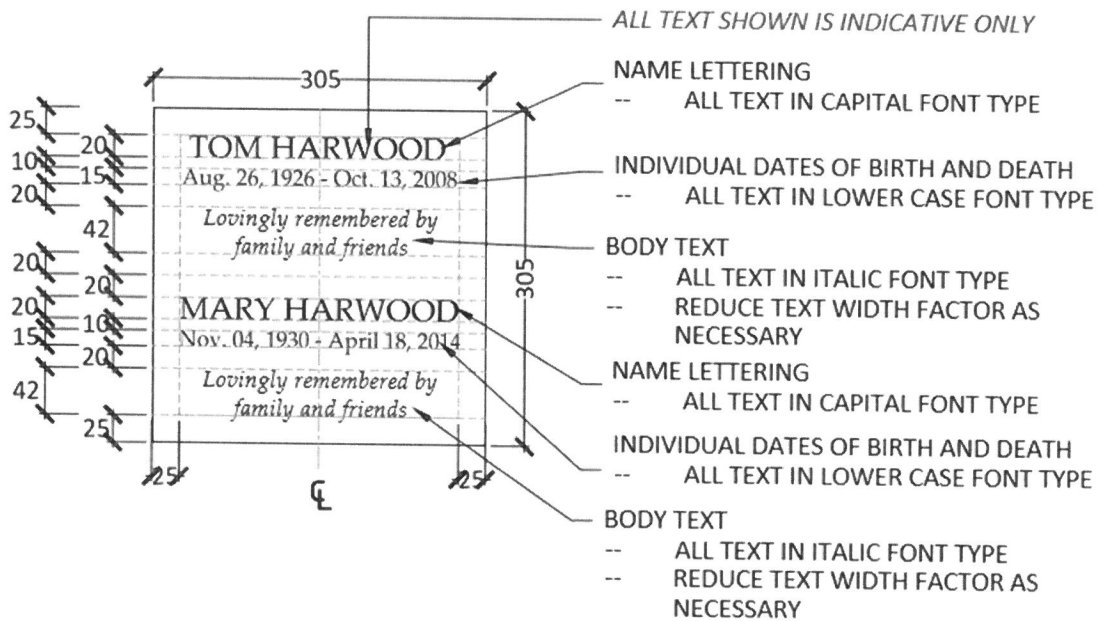 ALL TEXT SHOWN IS INDICATIVE ONLY
305
NAME LETTERING
-- ALL TEXT IN CAPITAL FONT TYPE
25
20
TOM HARWOOD
10
15
Aug. 26, 1926 - Oct. 13, 2008
INDIVIDUAL DATES OF BIRTH AND DEATH
-- ALL TEXT IN LOWER CASE FONT TYPE
20
42
Lovingly remembered by
family and friends
BODY TEXT
-- ALL TEXT IN ITALIC FONT TYPE
-- REDUCE TEXT WIDTH FACTOR AS
NECESSARY
305
20
20
20
MARY HARWOOD
10
15
Nov. 04, 1930 - April 18, 2014
20
NAME LETTERING
-- ALL TEXT IN CAPITAL FONT TYPE
42
Lovingly remembered by
family and friends
25
INDIVIDUAL DATES OF BIRTH AND DEATH
-- ALL TEXT IN LOWER CASE FONT TYPE
25
25
℄
BODY TEXT
-- ALL TEXT IN ITALIC FONT TYPE
-- REDUCE TEXT WIDTH FACTOR AS
NECESSARY